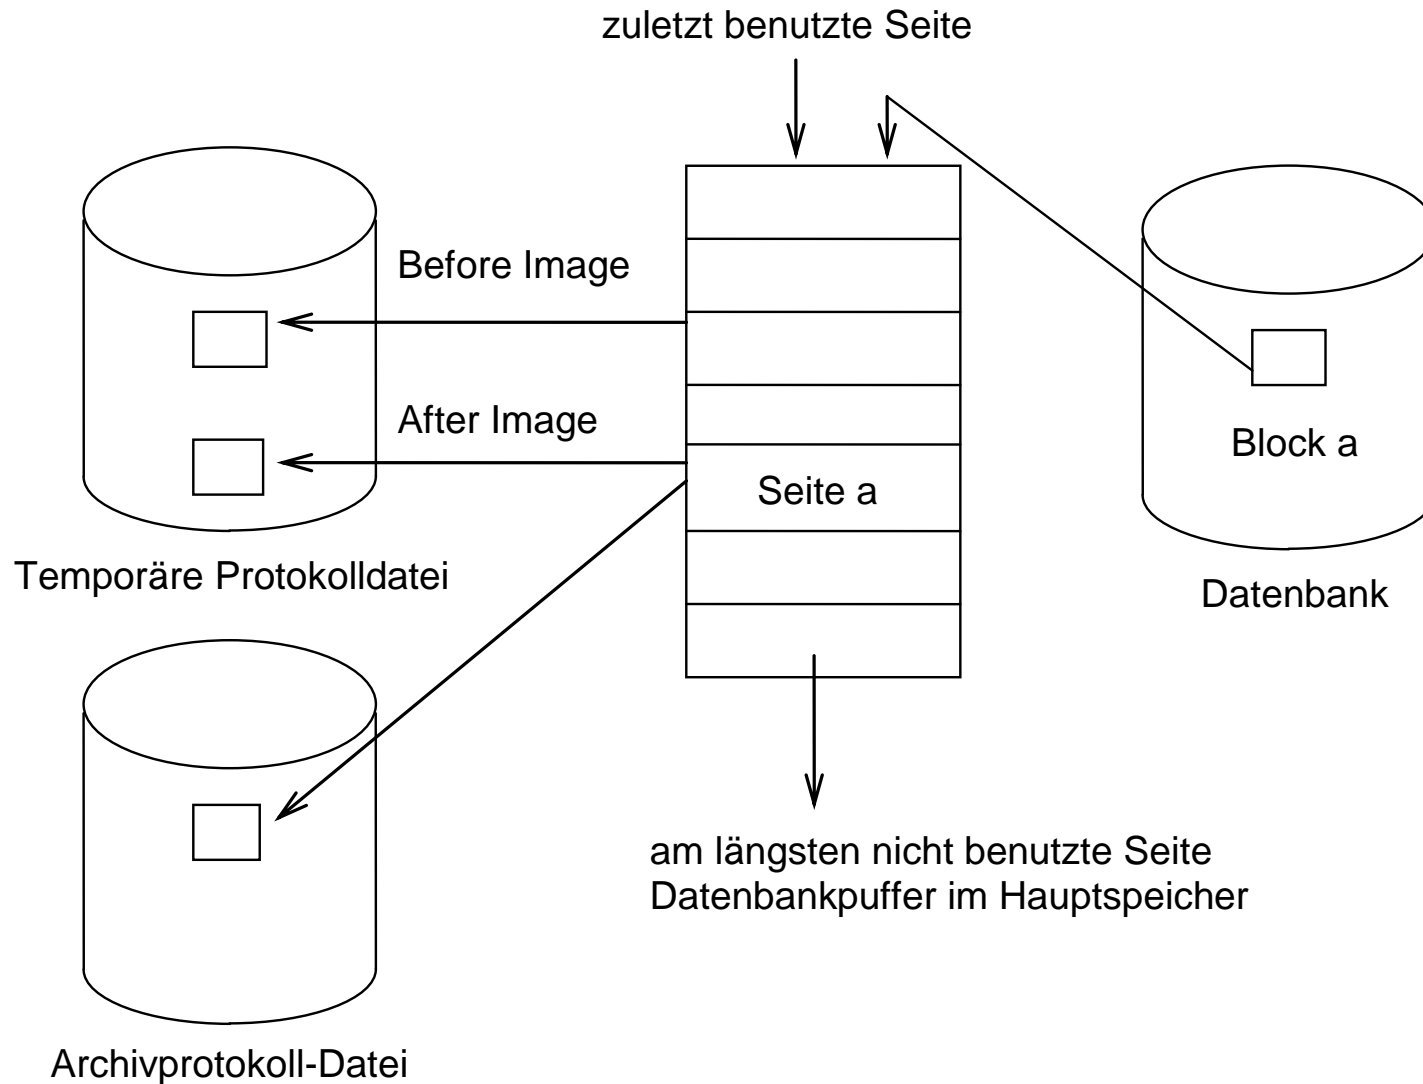 zuletzt benutzte Seite
Before Image
After Image
Block a
Seite a
Temporäre Protokolldatei
Datenbank
am längsten nicht benutzte Seite
Datenbankpuffer im Hauptspeicher
Archivprotokoll-Datei